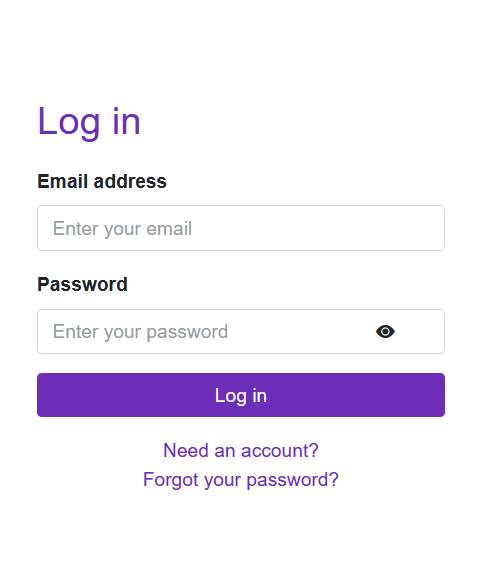 Log in
Email address
Enter your email
Password
Enter your password
Log in
Need an account?
Forgot your password?